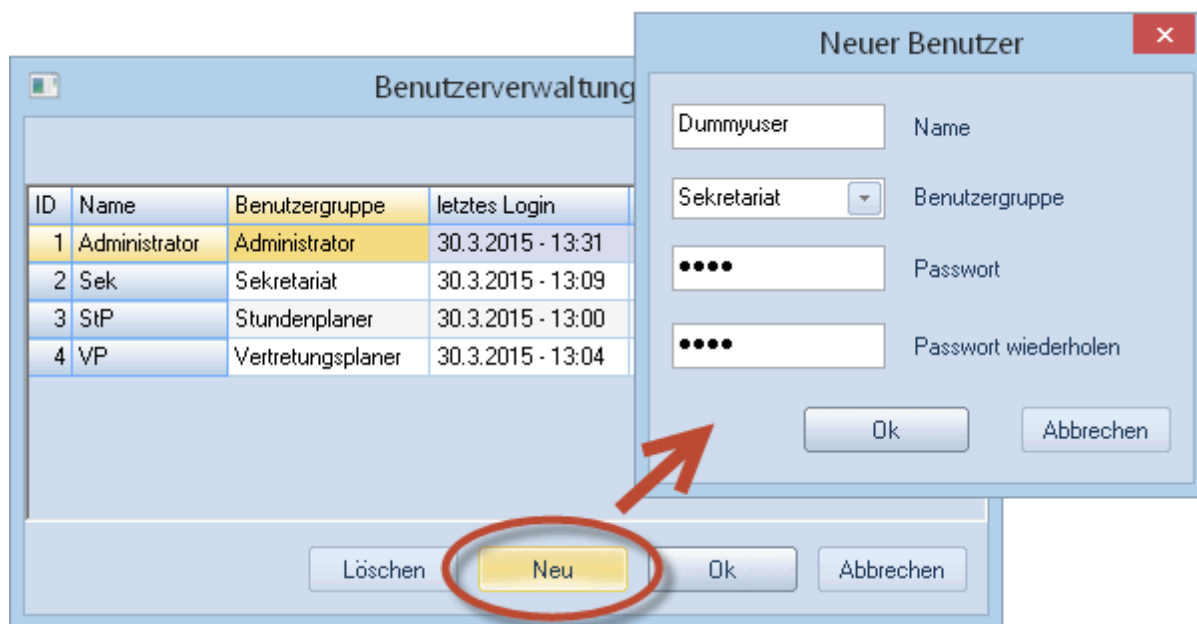 Benutzerverwaltung
ID Name Benutzergruppe letztes Login
1 Administrator Administrator 30.3.2015 - 13:31
2 Sek Sekretariat 30.3.2015 - 13:09
3 StP Stundenplaner 30.3.2015 - 13:00
4 VP Vertretungsplaner 30.3.2015 - 13:04
Löschen Neu Ok Abbrechen
Neuer Benutzer
Dummyuser Name
Sekretariat Benutzergruppe
Passwort
Passwort wiederholen
Ok Abbrechen